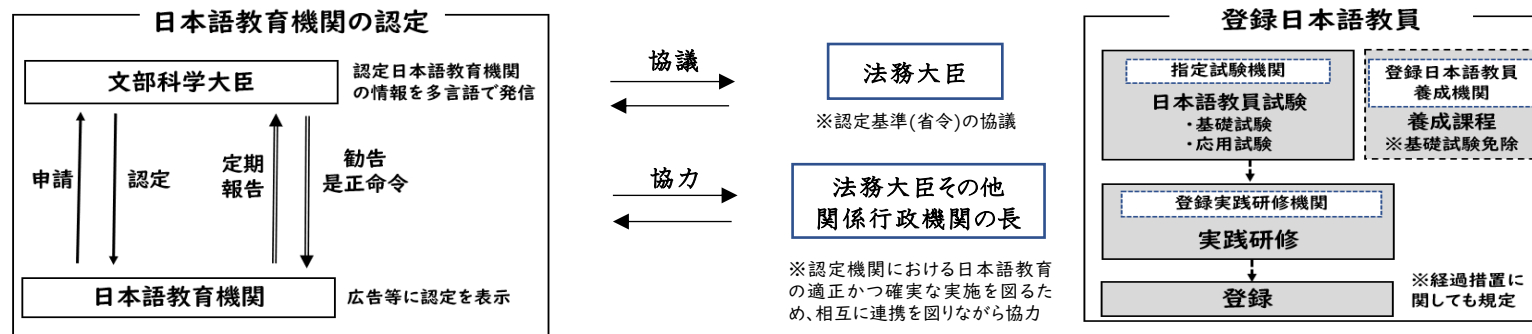 日本語教育機関の認定
文部科学大臣
認定日本語教育機関
の情報を多言語で発信
申請
認定
定期
報告
勧告
是正命令
日本語教育機関
広告等に認定を表示
協議
法務大臣
※認定基準(省令)の協議
協力
法務大臣その他
関係行政機関の長
※認定機関における日本語教育
の適正かつ確実な実施を図るた
め、相互に連携を図りながら協力
登録日本語教員
指定試験機関
日本語教員試験
・基礎試験
・応用試験
登録日本語教員
養成機関
養成課程
※基礎試験免除
登録実践研修機関
実践研修
登録
※経過措置に
関しても規定